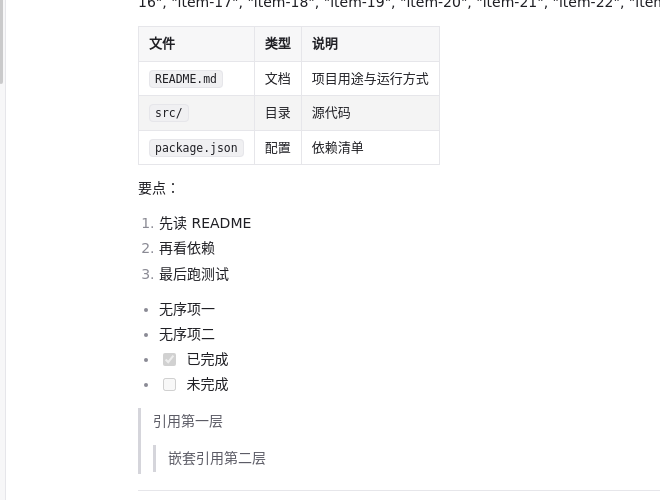 16", "item-17", "item-18", "item-19", "item-20", "item-21", "item-22",
文件 类型 说明
README.md 文档 项目用途与运行方式
src/ 目录 源代码
package.json 配置 依赖清单
要点：
1. 先读 README
2. 再看依赖
3. 最后跑测试
• 无序项一
• 无序项二
• 已完成
• 未完成
引用第一层
嵌套引用第二层